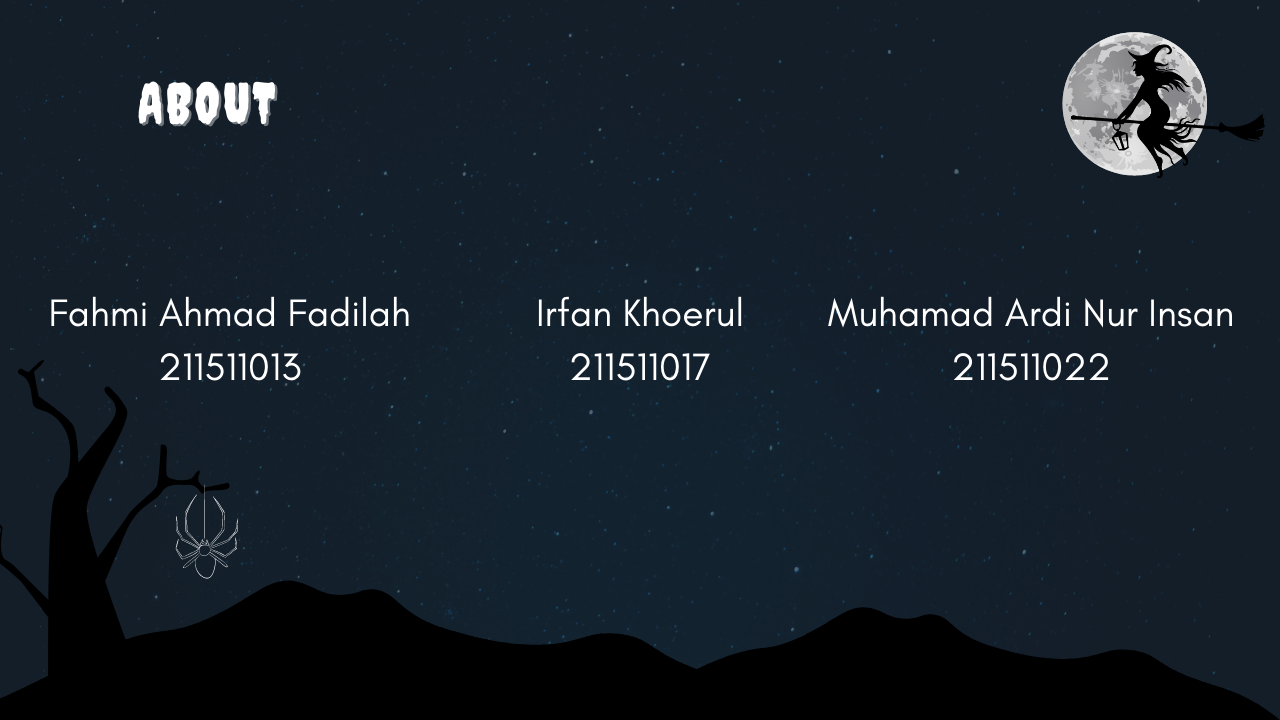 ABOUT
Fahmi Ahmad Fadilah
211511013
Irfan Khoerul
211511017
Muhamad Ardi Nur Insan
211511022